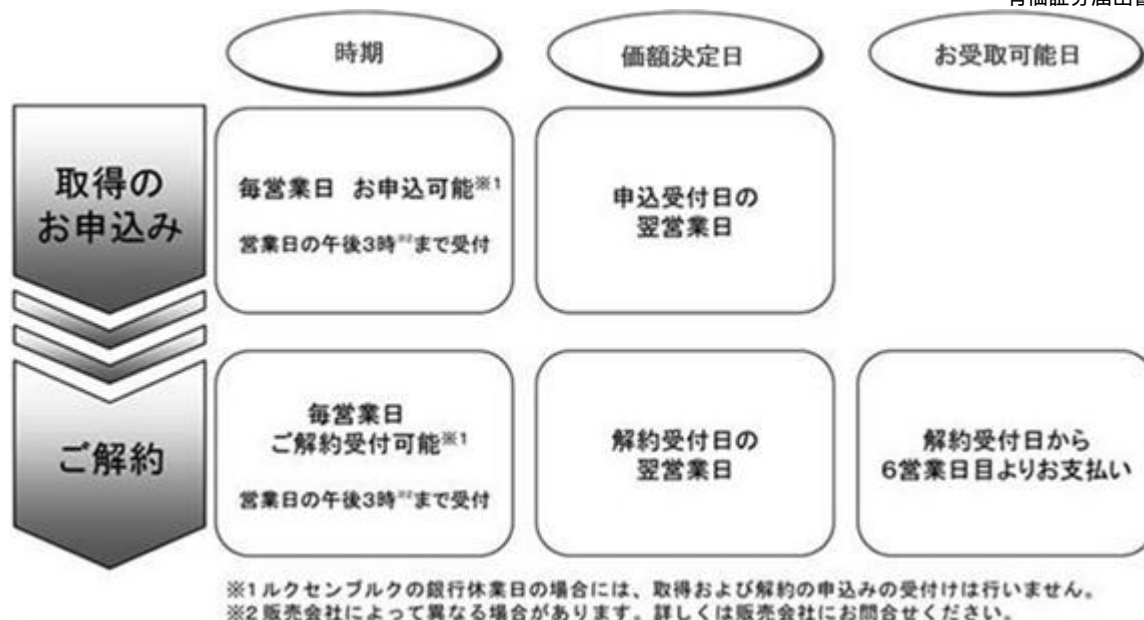 時期
価額決定日
お受取可能日
取得の
お申込み
毎営業日 お申込可能※1
営業日の午後3時※2まで受付
申込受付日の
翌営業日
ご解約
毎営業日
ご解約受付可能※1
営業日の午後3時※2まで受付
解約受付日の
翌営業日
解約受付日から
6営業日目よりお支払い
※1 ルクセンブルクの銀行休業日の場合には、取得および解約の申込みの受付けは行いません。
※2 販売会社によって異なる場合があります。詳しくは販売会社にお問合せください。